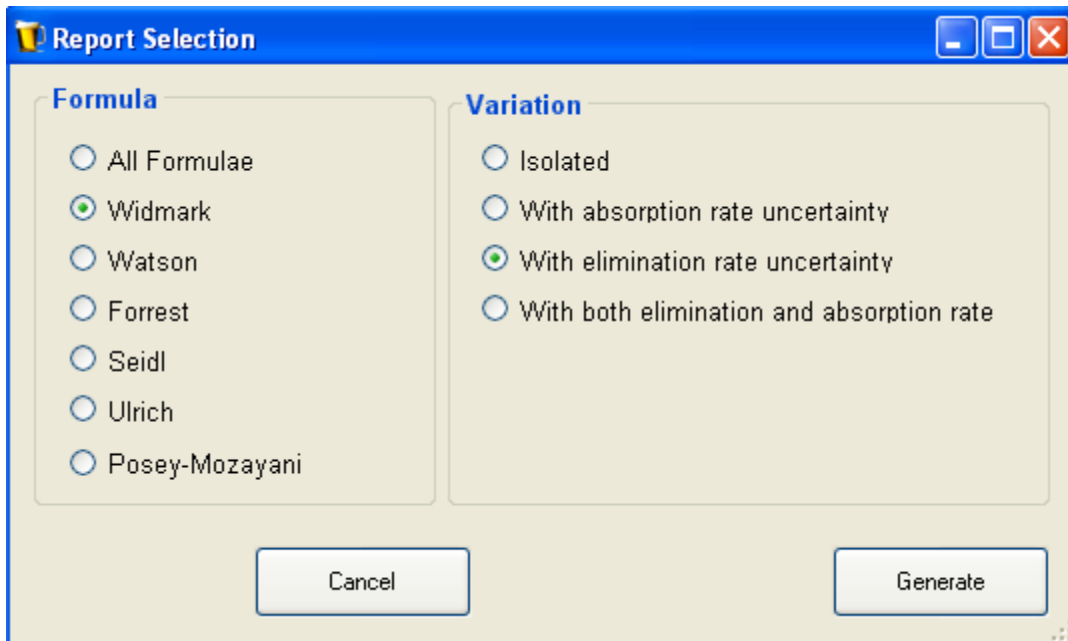 Report Selection
Formula
All Formulae
Widmark
Watson
Forrest
Seidl
Ulrich
Posey-Mozayani
Variation
Isolated
With absorption rate uncertainty
With elimination rate uncertainty
With both elimination and absorption rate
Cancel
Generate